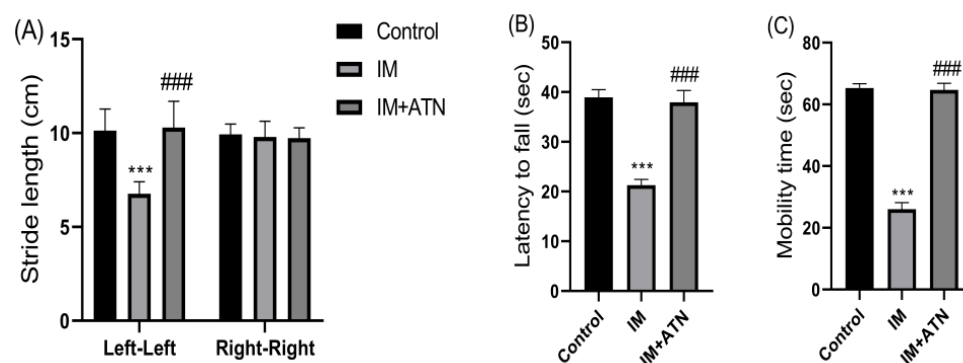 (A)
Stride length (cm)
15
10
5
0
***
###
Left-Left
Right-Right
Control
IM
IM+ATN
(B)
Latency to fall (sec)
50
40
30
20
10
0
***
###
Control
IM
IM+ATN
(C)
Mobility time (sec)
80
60
40
20
0
***
###
Control
IM
IM+ATN